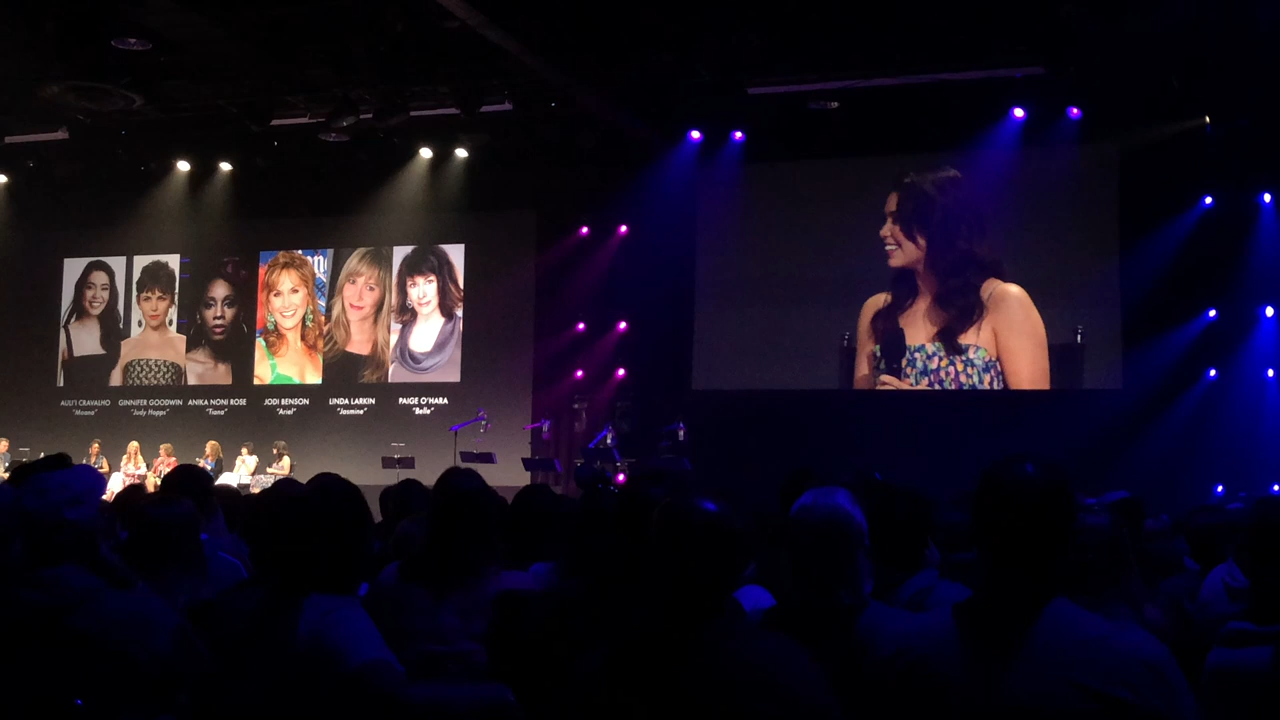 AULI'I CRAVALHO
"Moana"
GINNIFER GOODWIN
"Judy Hopps"
ANIKA NONI ROSE
"Tiana"
JODI BENSON
"Ariel"
LINDA LARKIN
"Jasmine"
PAIGE O'HARA
"Belle"